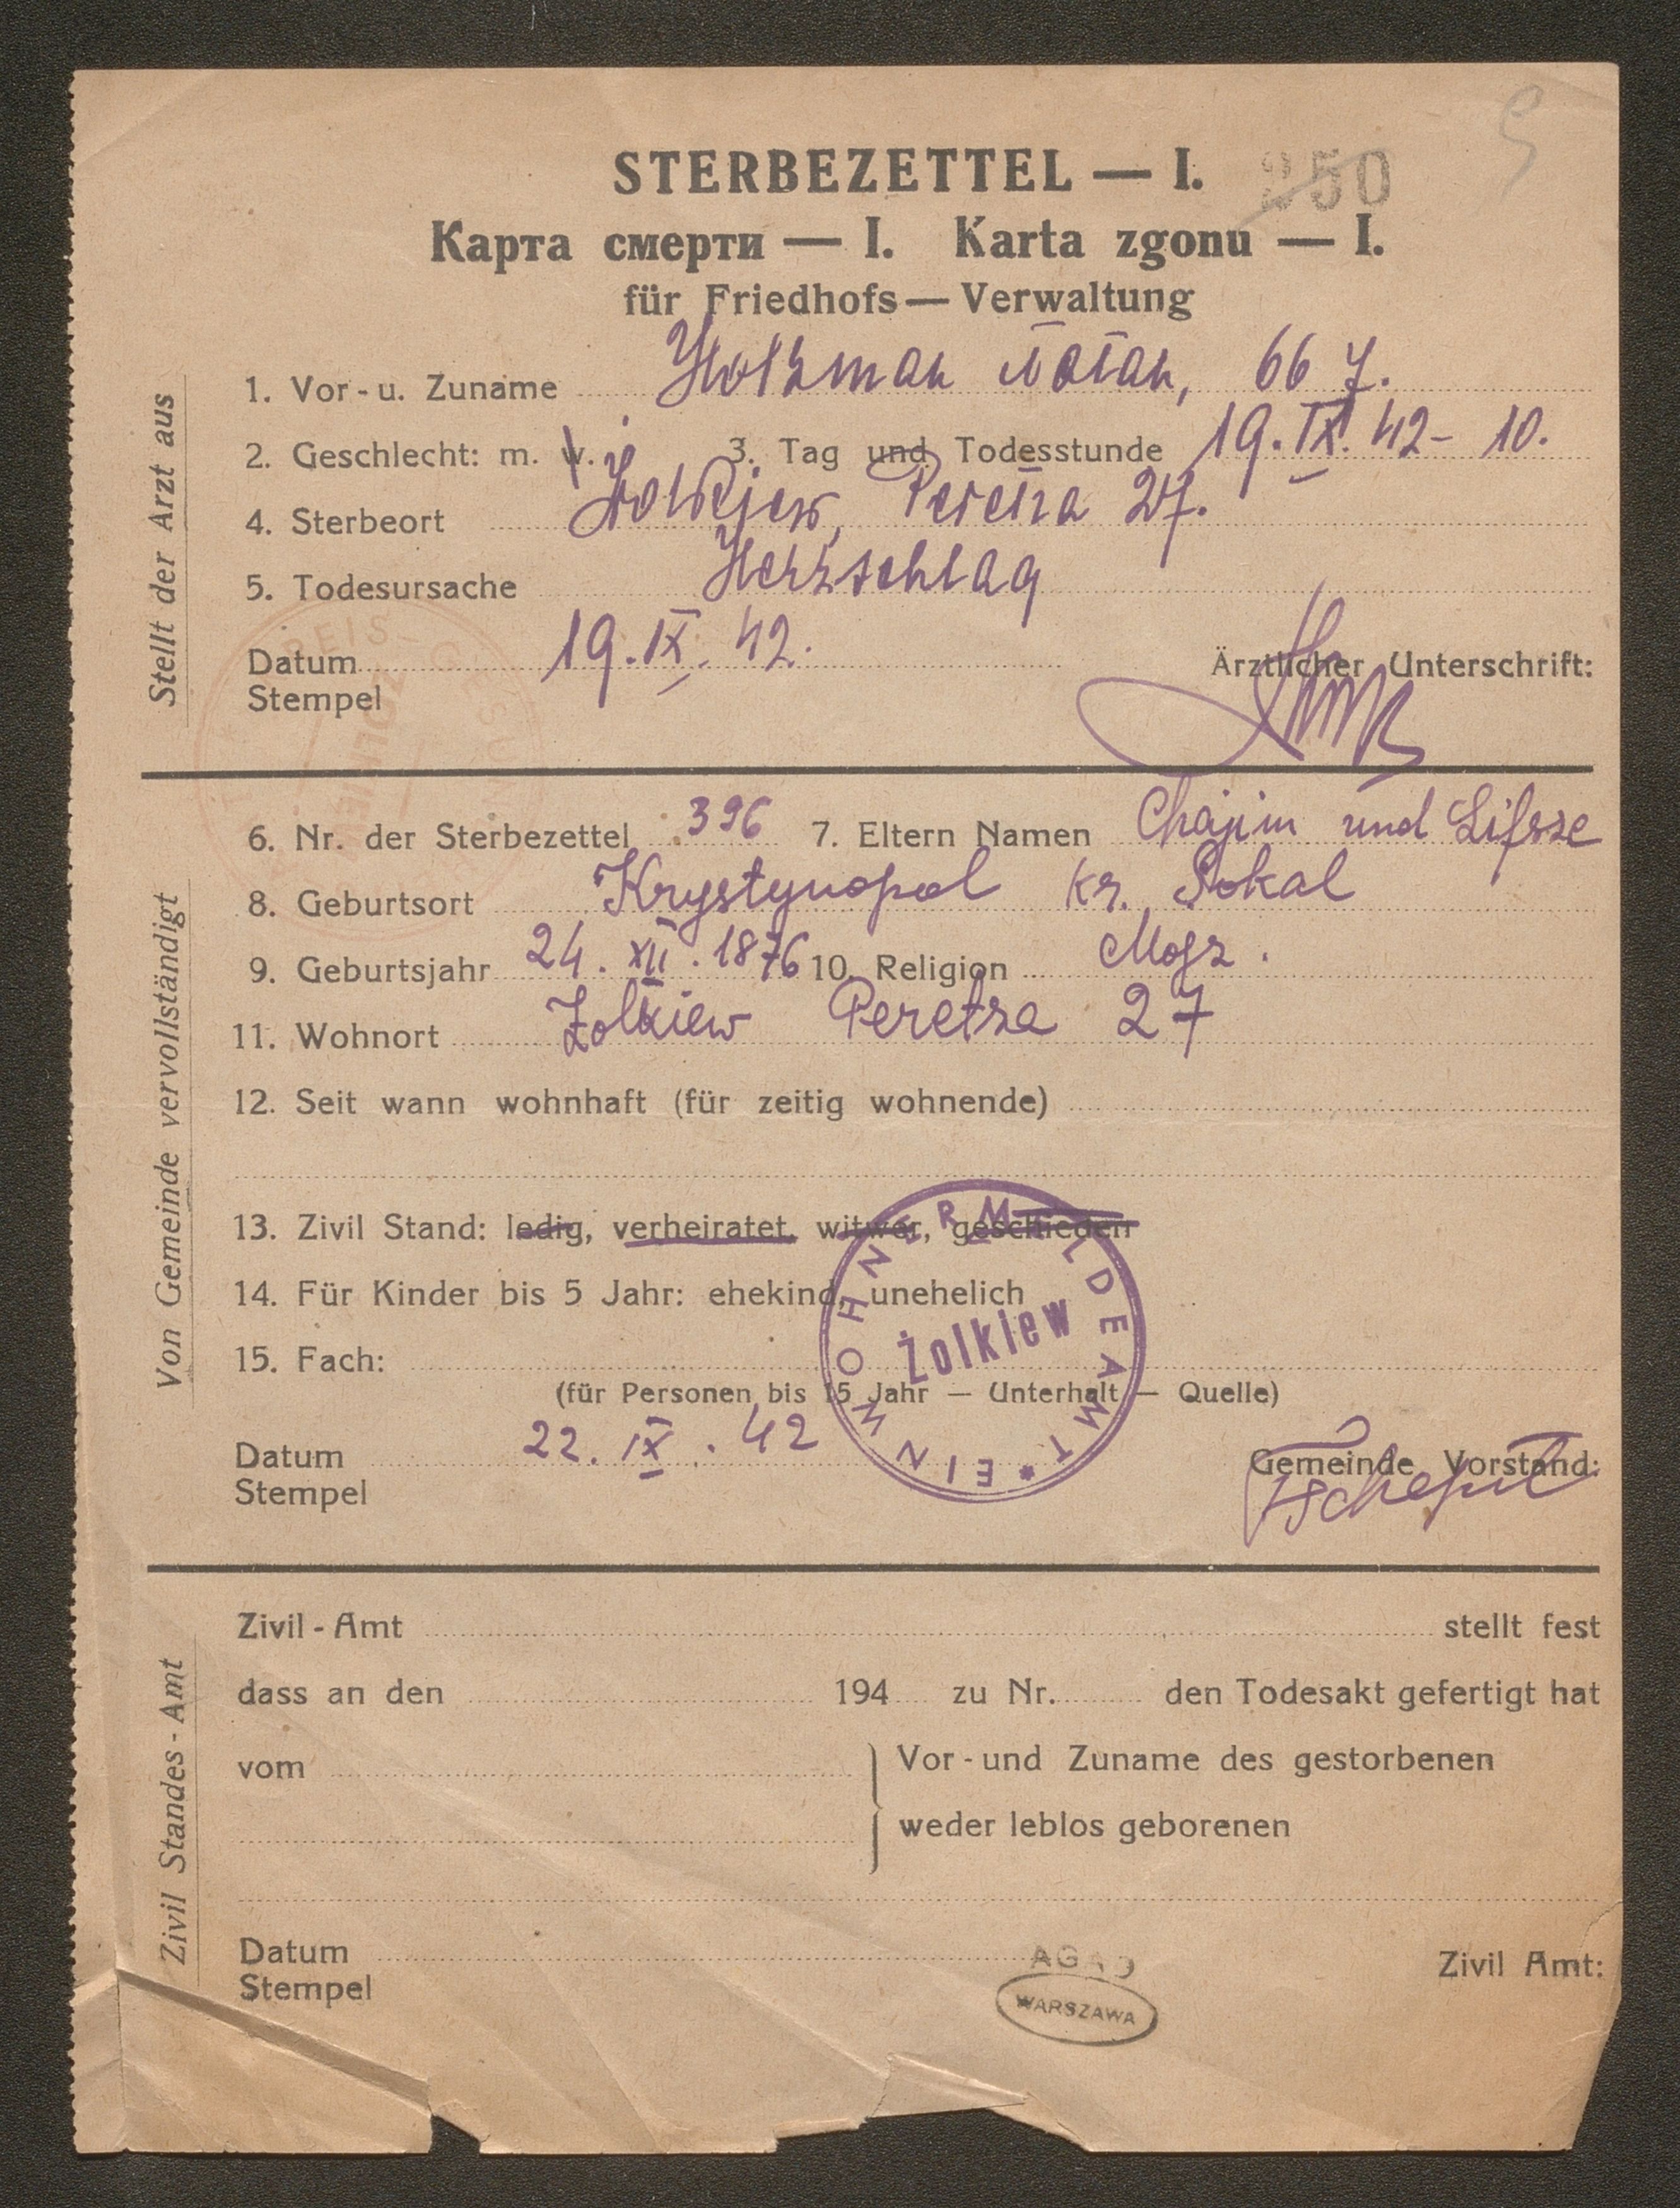 STERBEZETTEL — I. 250
Карта смерти — I. Karta zgonu — I.
für Friedhofs — Verwaltung
Stellt der Arzt aus
1. Vor - u. Zuname Holzman Natan, 66 J.
2. Geschlecht: m. w. 3. Tag und Todesstunde 19. IX. 42 - 10.
4. Sterbeort Żolkiew, Peretza 27.
5. Todesursache Herzschlag
Datum 19. IX. 42. Ärztlicher Unterschrift:
Stempel
Von Gemeinde vervollständigt
6. Nr. der Sterbezettel 396 7. Eltern Namen Chajim und Lifsze
8. Geburtsort Krystynopol Kr. Sokal
9. Geburtsjahr 24. XII. 1876 10. Religion Mos.
11. Wohnort Żolkiew Peretza 27
12. Seit wann wohnhaft (für zeitig wohnende)
13. Zivil Stand: ledig, verheiratet, witwer, geschieden
14. Für Kinder bis 5 Jahr: ehekind, unehelich
15. Fach:
(für Personen bis 15 Jahr — Unterhalt — Quelle)
EINWOHNERMELDEAMT *
Żolkiew
Datum 22. IX. 42 Gemeinde Vorstand:
Stempel
Zivil Standes - Amt
Zivil - Amt stellt fest
dass an den 194 zu Nr. den Todesakt gefertigt hat
vom Vor - und Zuname des gestorbenen
weder leblos geborenen
Datum Zivil Amt:
Stempel
AGAD
WARSZAWA